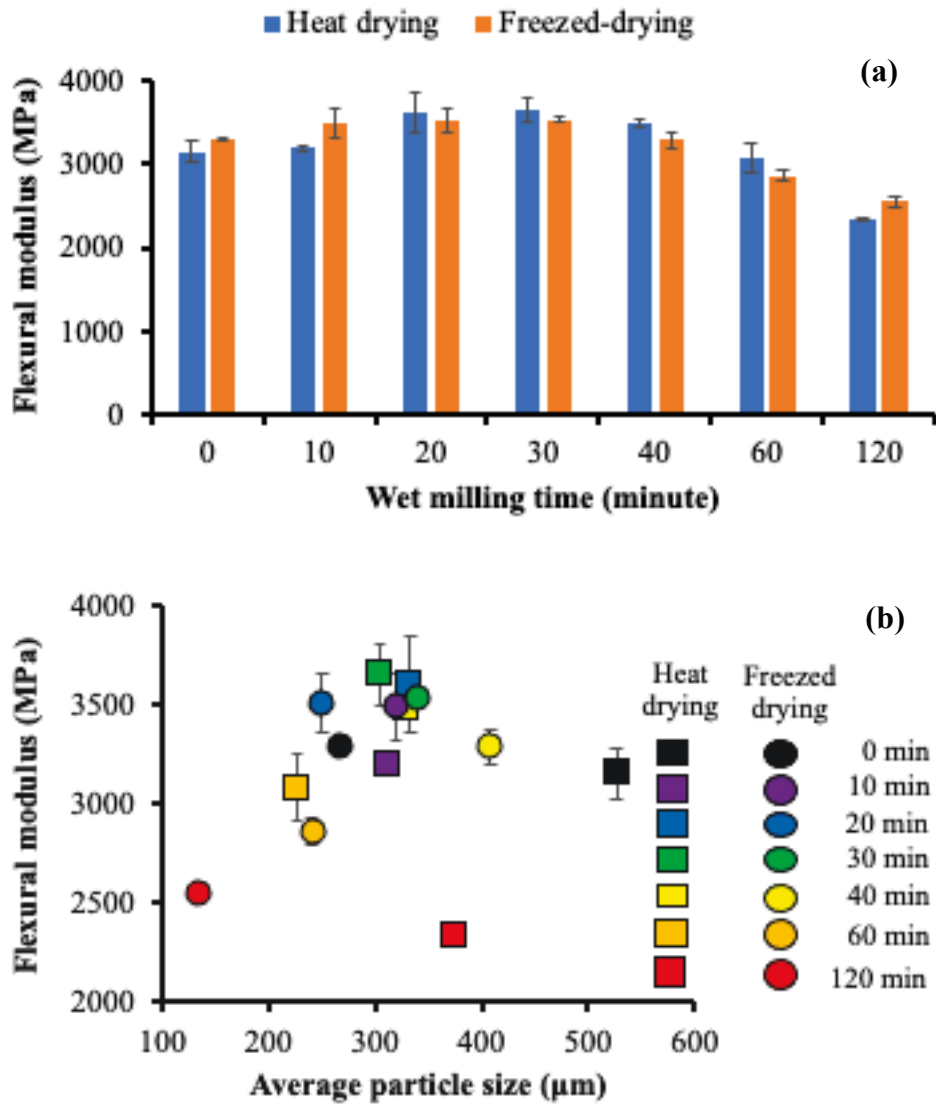 Heat drying Freezed-drying
(a)
4000
3000
2000
1000
0
Flexural modulus (MPa)
0 10 20 30 40 60 120
Wet milling time (minute)
(b)
4000
3500
3000
2500
2000
Flexural modulus (MPa)
Heat drying
Freezed drying
0 min
10 min
20 min
30 min
40 min
60 min
120 min
100 200 300 400 500 600
Average particle size (μm)